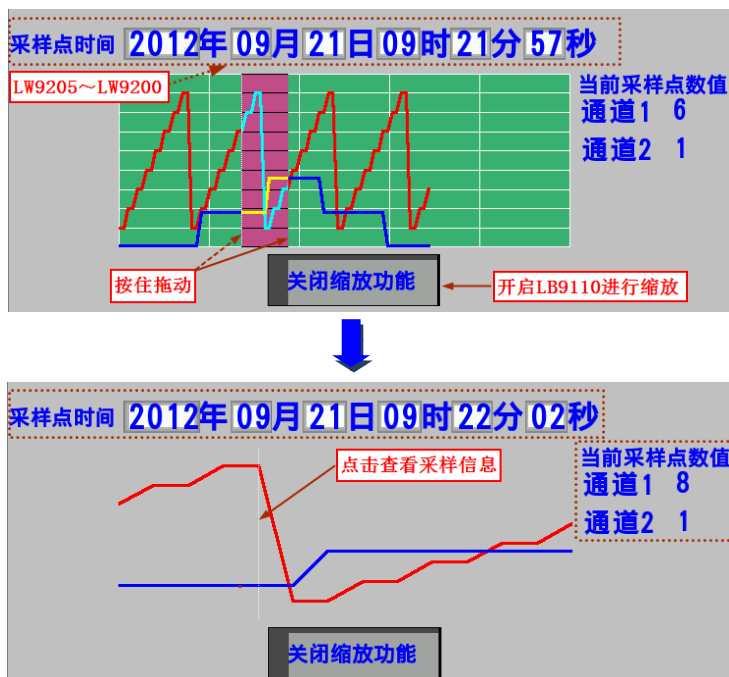 采样点时间 2012年09月21日09时21分57秒
LW9205～LW9200
当前采样点数值
通道1 6
通道2 1
按住拖动
关闭缩放功能
开启LB9110进行缩放
采样点时间 2012年09月21日09时22分02秒
点击查看采样信息
当前采样点数值
通道1 8
通道2 1
关闭缩放功能